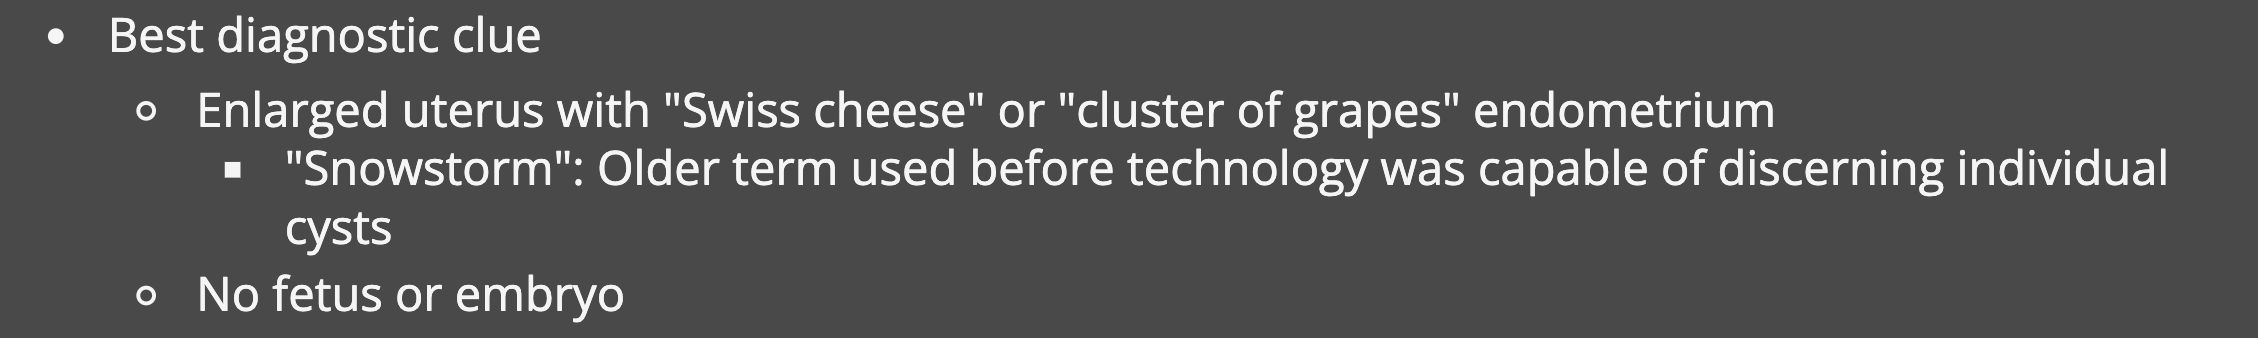 • Best diagnostic clue
◦ Enlarged uterus with "Swiss cheese" or "cluster of grapes" endometrium
▪ "Snowstorm": Older term used before technology was capable of discerning individual
cysts
◦ No fetus or embryo